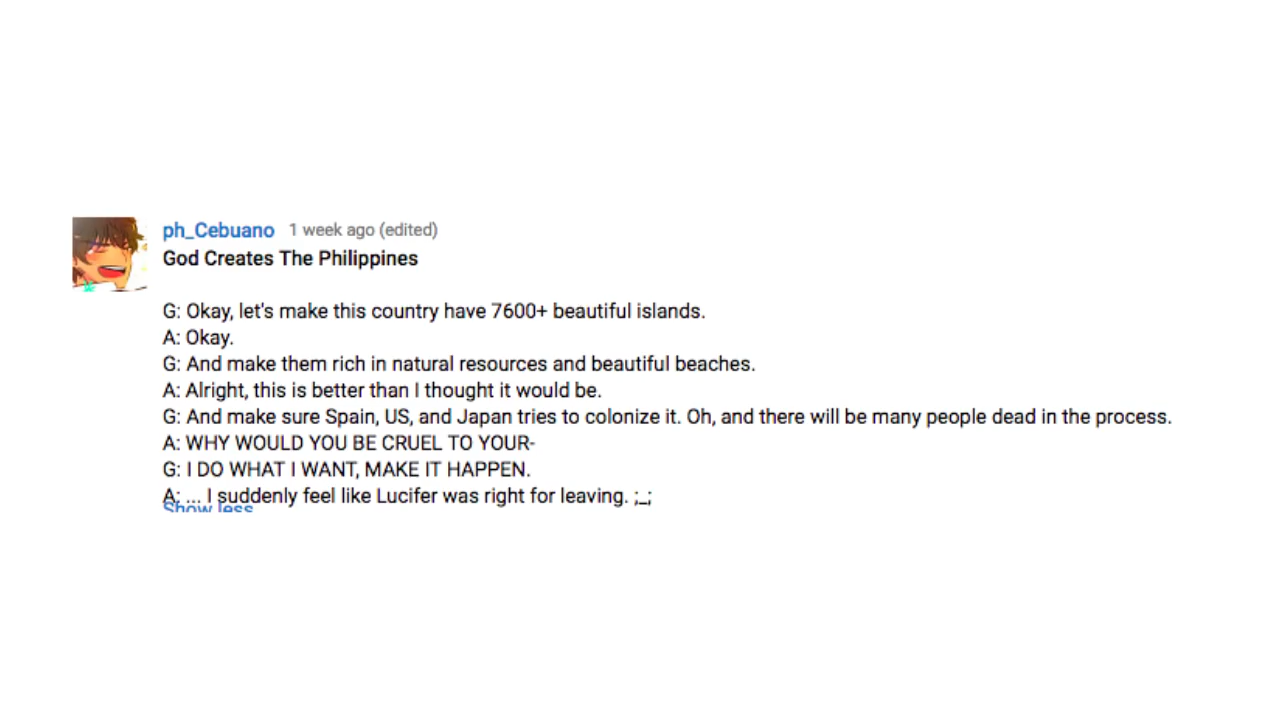 ph_Cebuano 1 week ago (edited)
God Creates The Philippines
G: Okay, let's make this country have 7600+ beautiful islands.
A: Okay.
G: And make them rich in natural resources and beautiful beaches.
A: Alright, this is better than I thought it would be.
G: And make sure Spain, US, and Japan tries to colonize it. Oh, and there will be many people dead in the process.
A: WHY WOULD YOU BE CRUEL TO YOUR-
G: I DO WHAT I WANT, MAKE IT HAPPEN.
A: ... I suddenly feel like Lucifer was right for leaving. ;_;
Show less